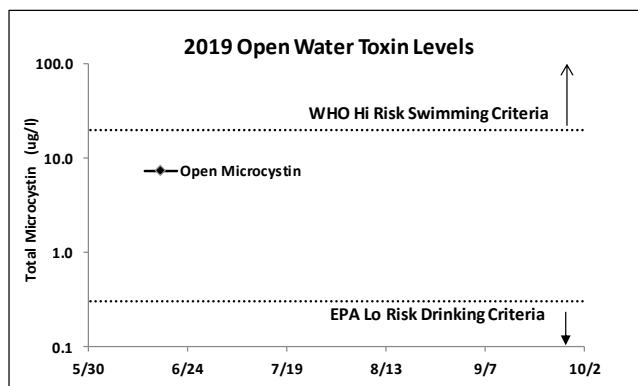 2019 Open Water Toxin Levels
100.0
WHO Hi Risk Swimming Criteria
10.0
Open Microcystin
Total Microcystin (ug/l)
1.0
EPA Lo Risk Drinking Criteria
0.1
5/30 6/24 7/19 8/13 9/7 10/2